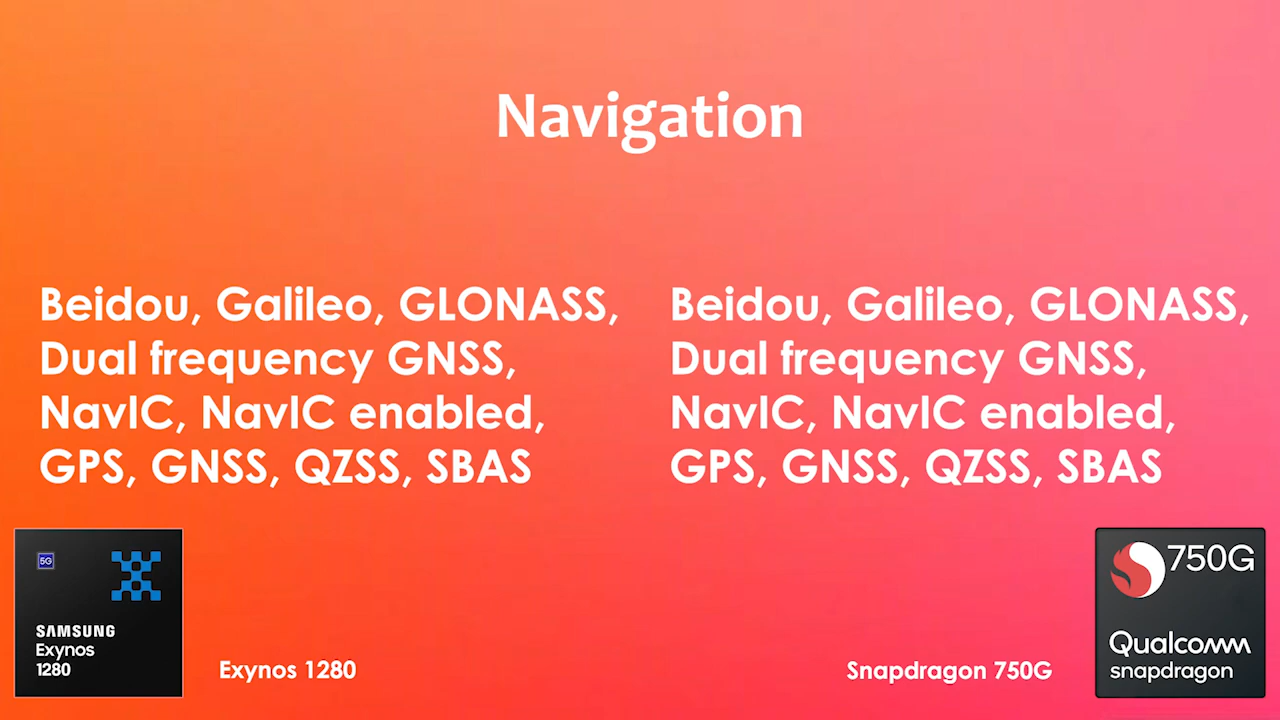 Navigation
Beidou, Galileo, GLONASS,
Dual frequency GNSS,
NavIC, NavIC enabled,
GPS, GNSS, QZSS, SBAS
Beidou, Galileo, GLONASS,
Dual frequency GNSS,
NavIC, NavIC enabled,
GPS, GNSS, QZSS, SBAS
5G
SAMSUNG
Exynos
1280
Exynos 1280
Snapdragon 750G
750G
Qualcomm
snapdragon